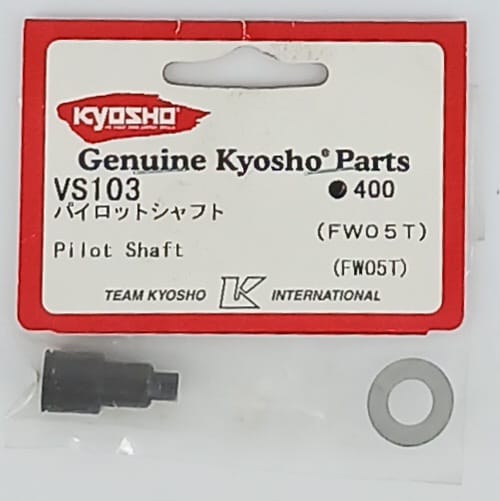 KYOSHO
Genuine Kyosho® Parts
VS103 ●400
パイロットシャフト
(FW05T)
Pilot Shaft
(FW05T)
TEAM KYOSHO K INTERNATIONAL